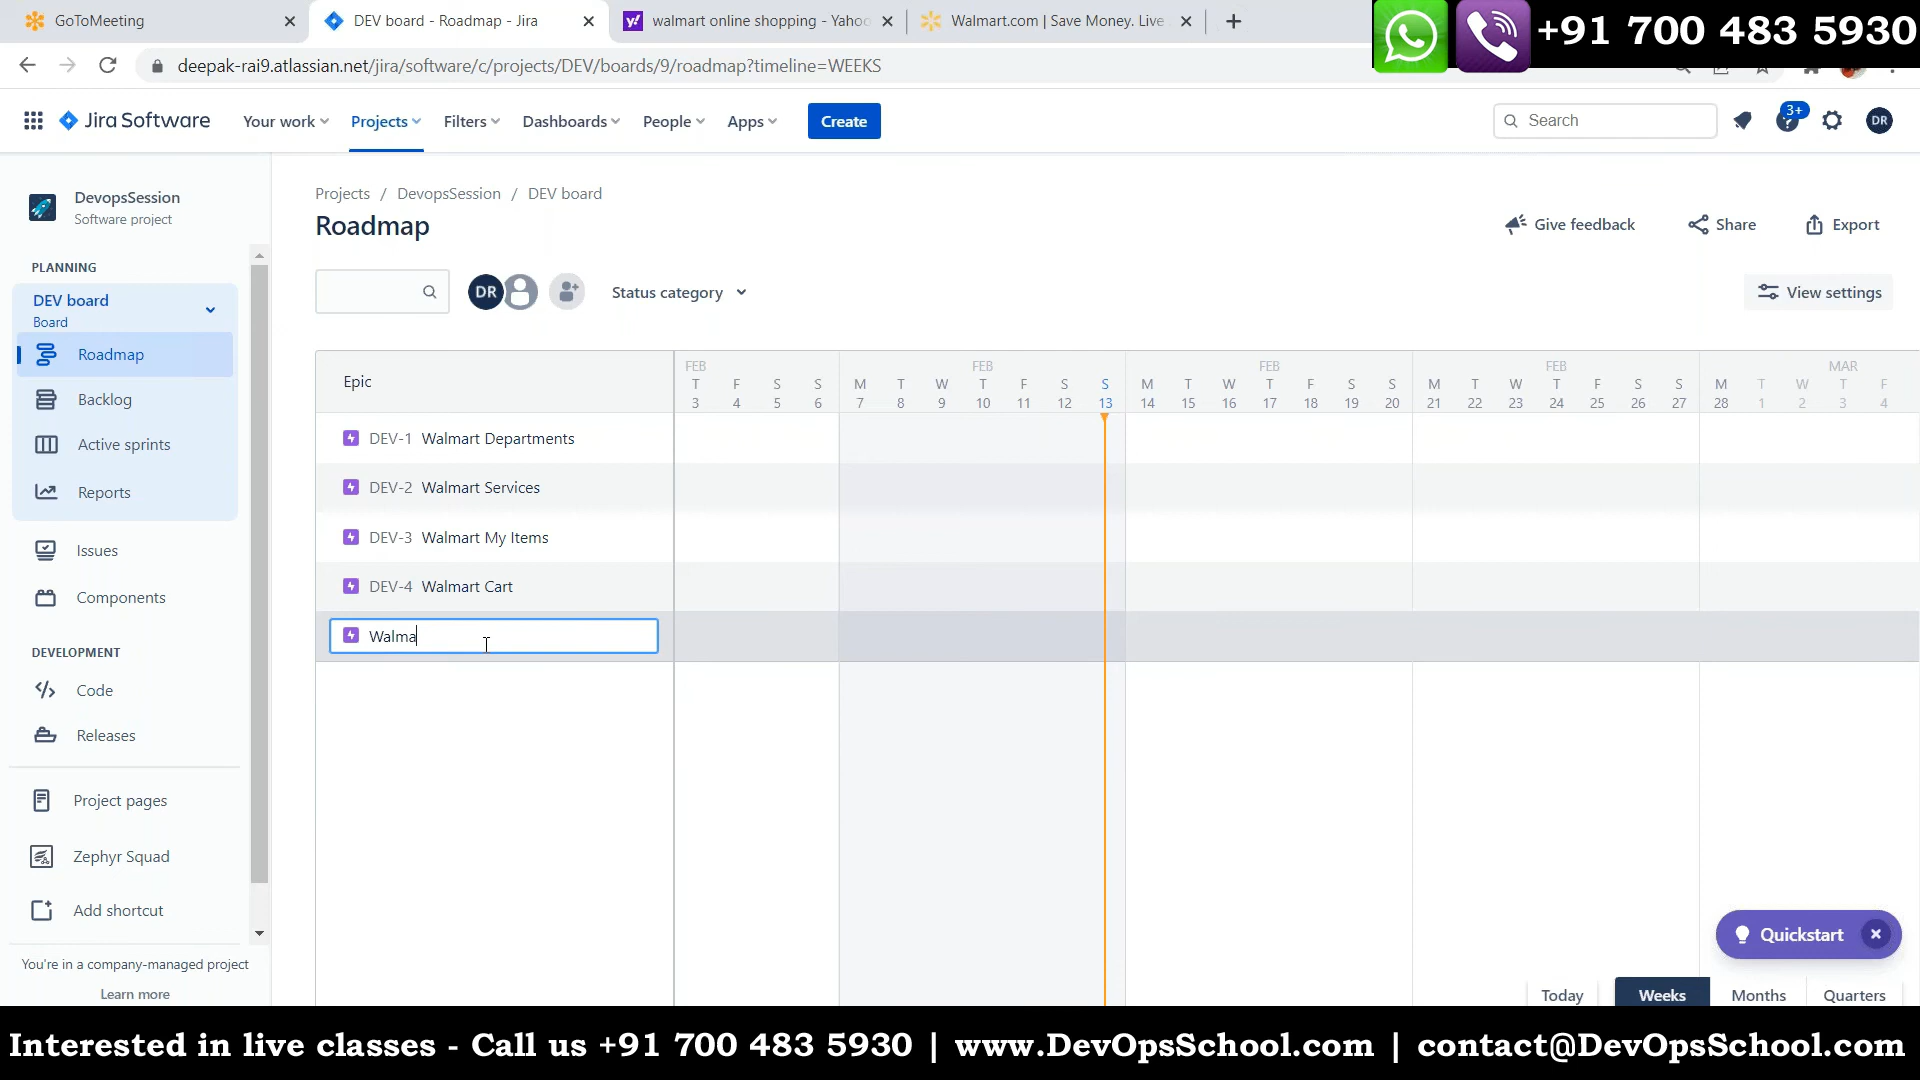 GoToMeeting
DEV board - Roadmap - Jira
walmart online shopping - Yahoo
Walmart.com | Save Money. Live
+91 700 483 5930
deepak-rai9.atlassian.net/jira/software/c/projects/DEV/boards/9/roadmap?timeline=WEEKS
Jira Software
Your work
Projects
Filters
Dashboards
People
Apps
Create
Search
3+
DR
DevopsSession
Software project
PLANNING
DEV board
Board
Roadmap
Backlog
Active sprints
Reports
Issues
Components
DEVELOPMENT
Code
Releases
Project pages
Zephyr Squad
Add shortcut
You're in a company-managed project
Learn more
Projects / DevopsSession / DEV board
Roadmap
Give feedback
Share
Export
DR
Status category
View settings
Epic
FEB FEB FEB FEB MAR
T F S S M T W T F S S M T W T F S S M T W T F S S M T W T F
3 4 5 6 7 8 9 10 11 12 13 14 15 16 17 18 19 20 21 22 23 24 25 26 27 28 1 2 3 4
DEV-1 Walmart Departments
DEV-2 Walmart Services
DEV-3 Walmart My Items
DEV-4 Walmart Cart
Walma
Quickstart
Today
Weeks
Months
Quarters
Interested in live classes - Call us +91 700 483 5930 | www.DevOpsSchool.com | contact@DevOpsSchool.com